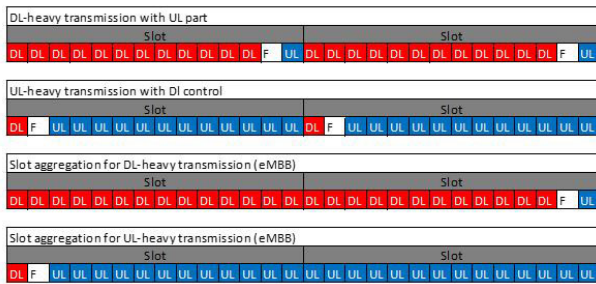 DL-heavy transmission with UL part
Slot Slot
DL DL DL DL DL DL DL DL DL DL DL DL F UL DL DL DL DL DL DL DL DL DL DL DL DL F UL
UL-heavy transmission with Dl control
Slot Slot
DL F UL UL UL UL UL UL UL UL UL UL UL UL DL F UL UL UL UL UL UL UL UL UL UL UL UL
Slot aggregation for DL-heavy transmission (eMBB)
Slot Slot
DL DL DL DL DL DL DL DL DL DL DL DL DL DL DL DL DL DL DL DL DL DL DL DL DL DL F UL
Slot aggregation for UL-heavy transmission (eMBB)
Slot Slot
DL F UL UL UL UL UL UL UL UL UL UL UL UL UL UL UL UL UL UL UL UL UL UL UL UL UL UL